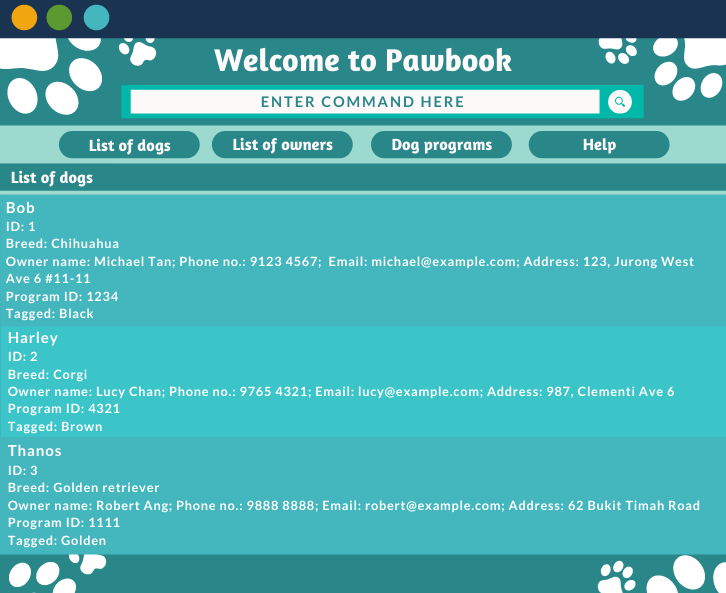 Welcome to Pawbook
ENTER COMMAND HERE
List of dogs
List of owners
Dog programs
Help
List of dogs
Bob
ID: 1
Breed: Chihuahua
Owner name: Michael Tan; Phone no.: 9123 4567;  Email: michael@example.com; Address: 123, Jurong West
Ave 6 #11-11
Program ID: 1234
Tagged: Black
Harley
ID: 2
Breed: Corgi
Owner name: Lucy Chan; Phone no.: 9765 4321; Email: lucy@example.com; Address: 987, Clementi Ave 6
Program ID: 4321
Tagged: Brown
Thanos
ID: 3
Breed: Golden retriever
Owner name: Robert Ang; Phone no.: 9888 8888; Email: robert@example.com; Address: 62 Bukit Timah Road
Program ID: 1111
Tagged: Golden